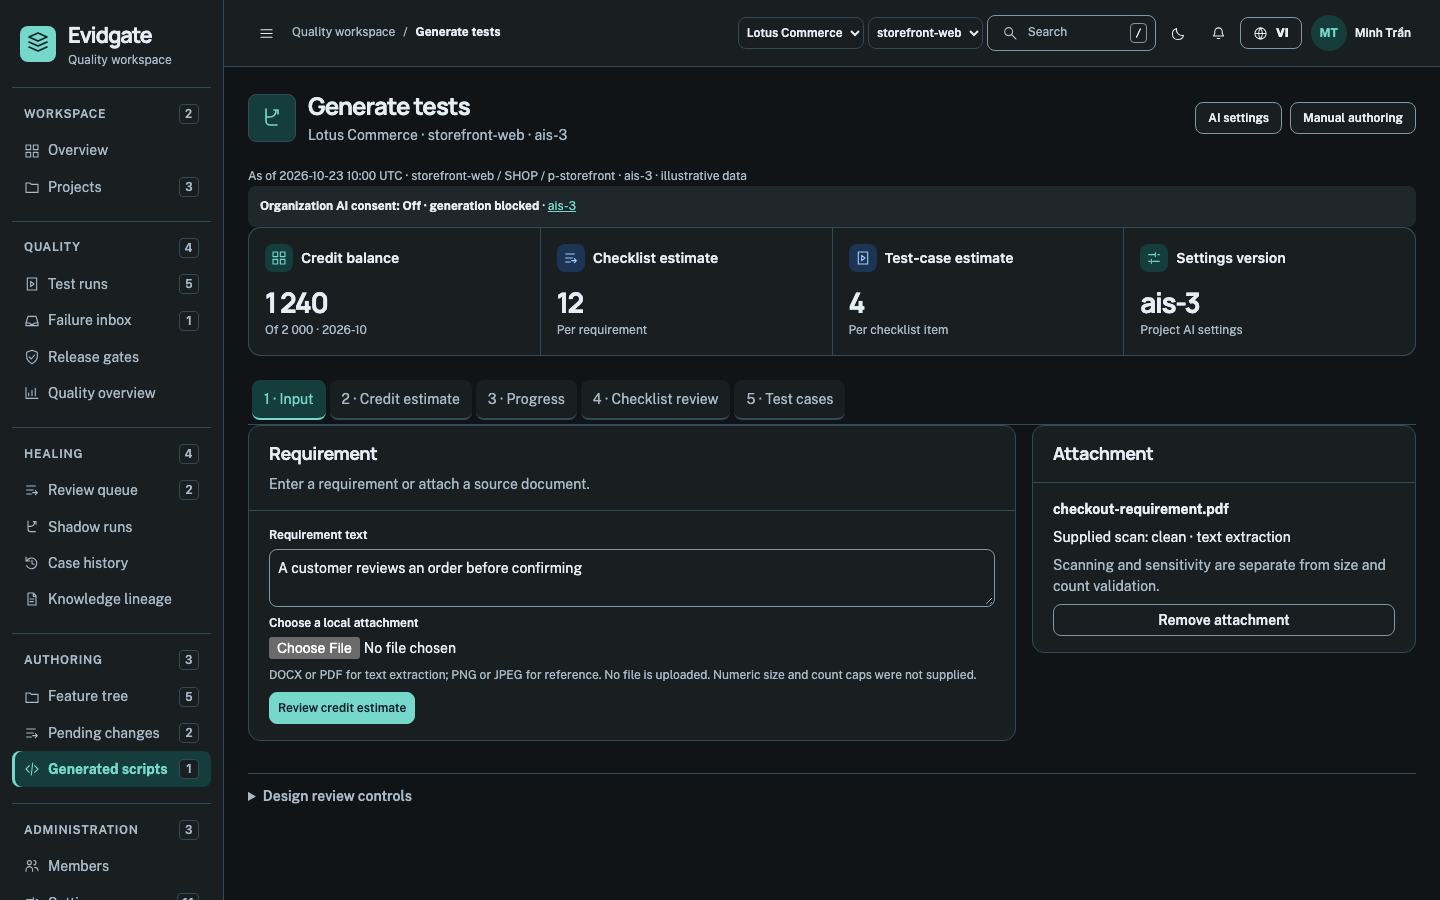 Evidgate
Quality workspace
WORKSPACE 2
Overview
Projects 3
QUALITY 4
Test runs 5
Failure inbox 1
Release gates
Quality overview
HEALING 4
Review queue 2
Shadow runs
Case history
Knowledge lineage
AUTHORING 3
Feature tree 5
Pending changes 2
Generated scripts 1
ADMINISTRATION 3
Members
Quality workspace / Generate tests
Lotus Commerce
storefront-web
Search /
VI
MT Minh Trấn
Generate tests
Lotus Commerce · storefront-web · ais-3
AI settings
Manual authoring
As of 2026-10-23 10:00 UTC · storefront-web / SHOP / p-storefront · ais-3 · illustrative data
Organization AI consent: Off · generation blocked · ais-3
Credit balance
1 240
Of 2 000 · 2026-10
Checklist estimate
12
Per requirement
Test-case estimate
4
Per checklist item
Settings version
ais-3
Project AI settings
1 · Input
2 · Credit estimate
3 · Progress
4 · Checklist review
5 · Test cases
Requirement
Enter a requirement or attach a source document.
Requirement text
A customer reviews an order before confirming
Choose a local attachment
Choose File No file chosen
DOCX or PDF for text extraction; PNG or JPEG for reference. No file is uploaded. Numeric size and count caps were not supplied.
Review credit estimate
Attachment
checkout-requirement.pdf
Supplied scan: clean · text extraction
Scanning and sensitivity are separate from size and
count validation.
Remove attachment
Design review controls